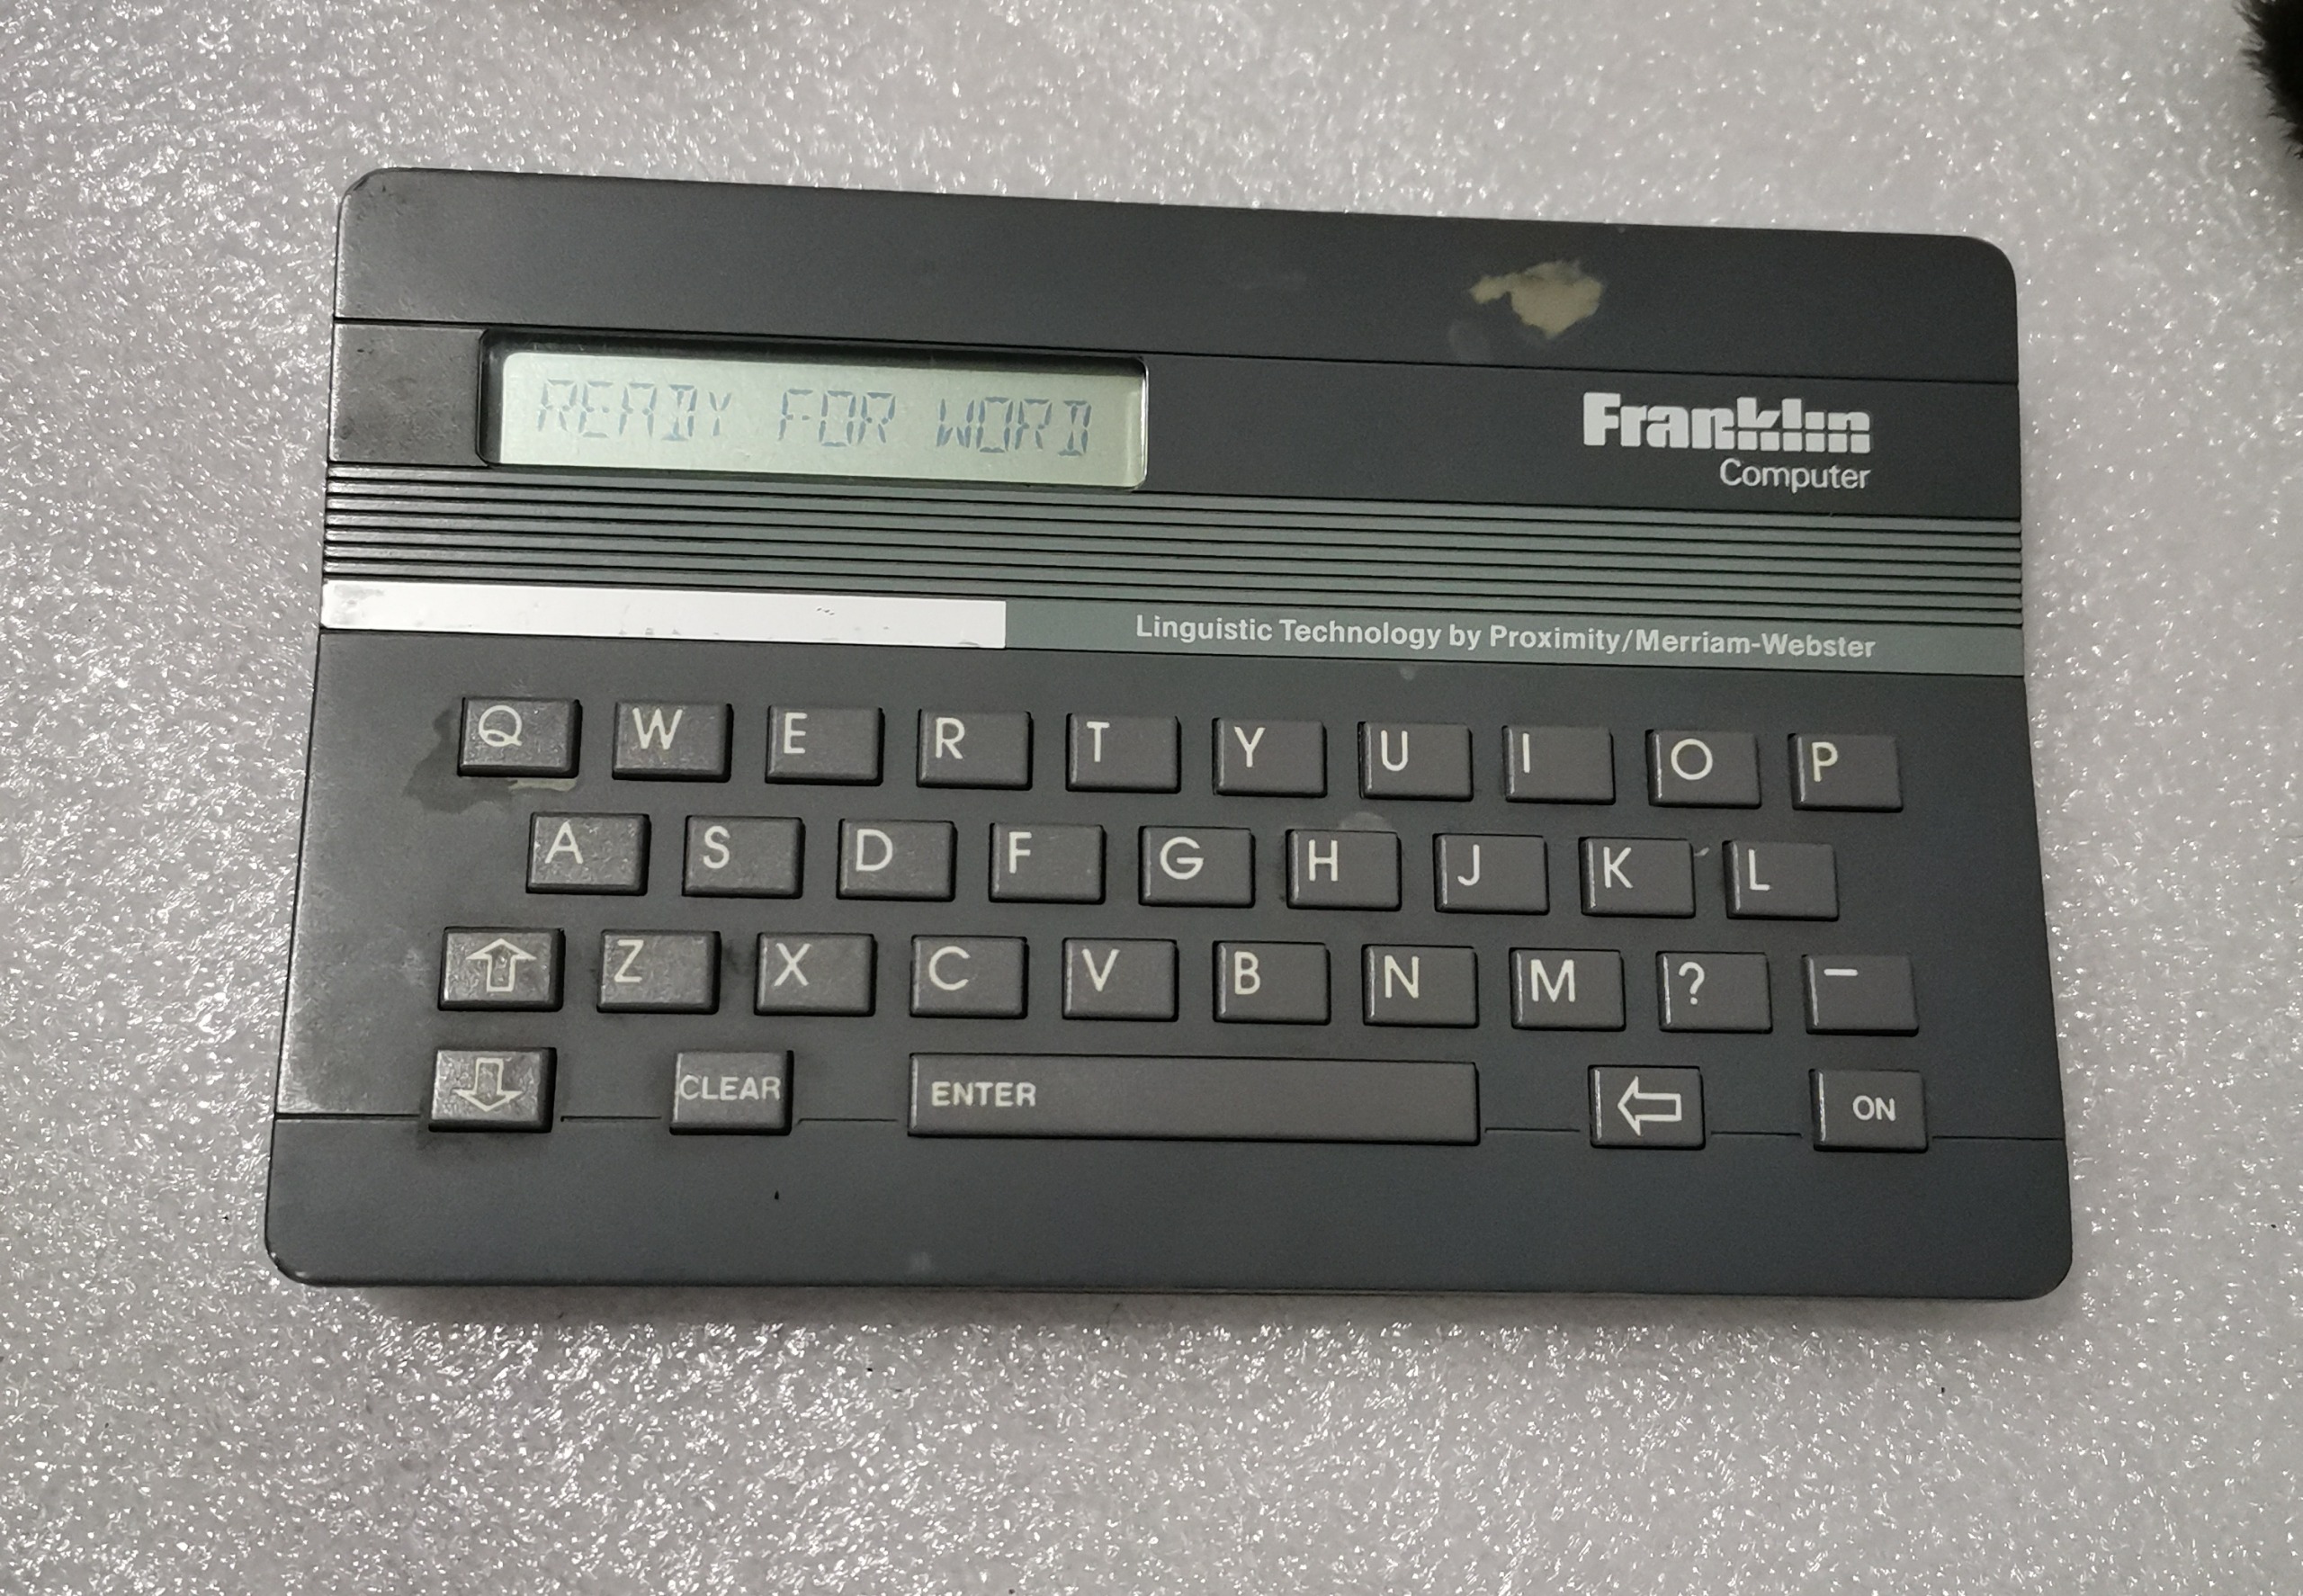 READY FOR WORD
Franklin
Computer
Linguistic Technology by Proximity/Merriam-Webster
Q W E R T Y U I O P
A S D F G H J K L
Z X C V B N M ? –
CLEAR ENTER ON